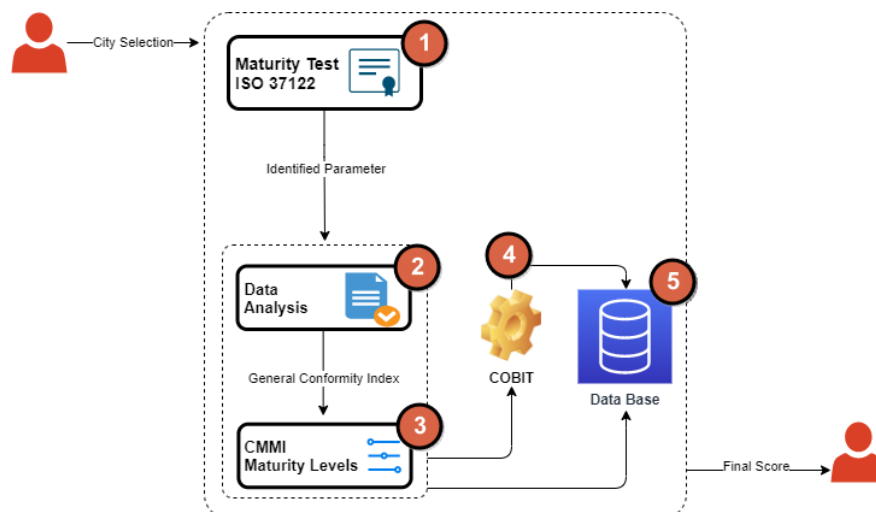 City Selection
1
Maturity Test
ISO 37122
Identified Parameter
2
Data
Analysis
General Conformity Index
3
CMMI
Maturity Levels
4
COBIT
5
Data Base
Final Score